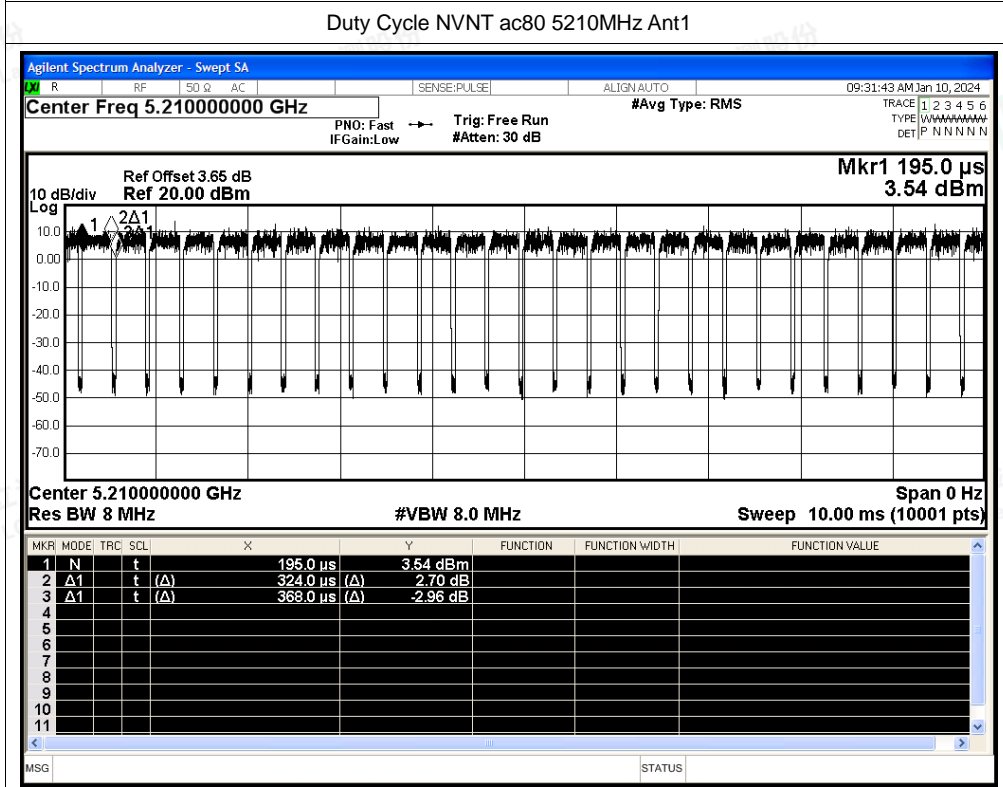 Duty Cycle NVNT ac80 5210MHz Ant1
Agilent Spectrum Analyzer - Swept SA
LXI R RF 50 Ω AC SENSE:PULSE ALIGN AUTO 09:31:43 AM Jan 10, 2024
Center Freq 5.210000000 GHz #Avg Type: RMS TRACE 1 2 3 4 5 6
PNO: Fast Trig: Free Run TYPE WWWWWW
IFGain:Low #Atten: 30 dB DET P N N N N N
Mkr1 195.0 µs
3.54 dBm
Ref Offset 3.65 dB
10 dB/div Ref 20.00 dBm
Log
1 2Δ1
3Δ1
10.0
0.00
-10.0
-20.0
-30.0
-40.0
-50.0
-60.0
-70.0
Center 5.210000000 GHz Span 0 Hz
Res BW 8 MHz #VBW 8.0 MHz Sweep 10.00 ms (10001 pts)
MKR MODE TRC SCL X Y FUNCTION FUNCTION WIDTH FUNCTION VALUE
1 N t 195.0 µs 3.54 dBm
2 Δ1 t (Δ) 324.0 µs (Δ) 2.70 dB
3 Δ1 t (Δ) 368.0 µs (Δ) -2.96 dB
4
5
6
7
8
9
10
11
MSG STATUS